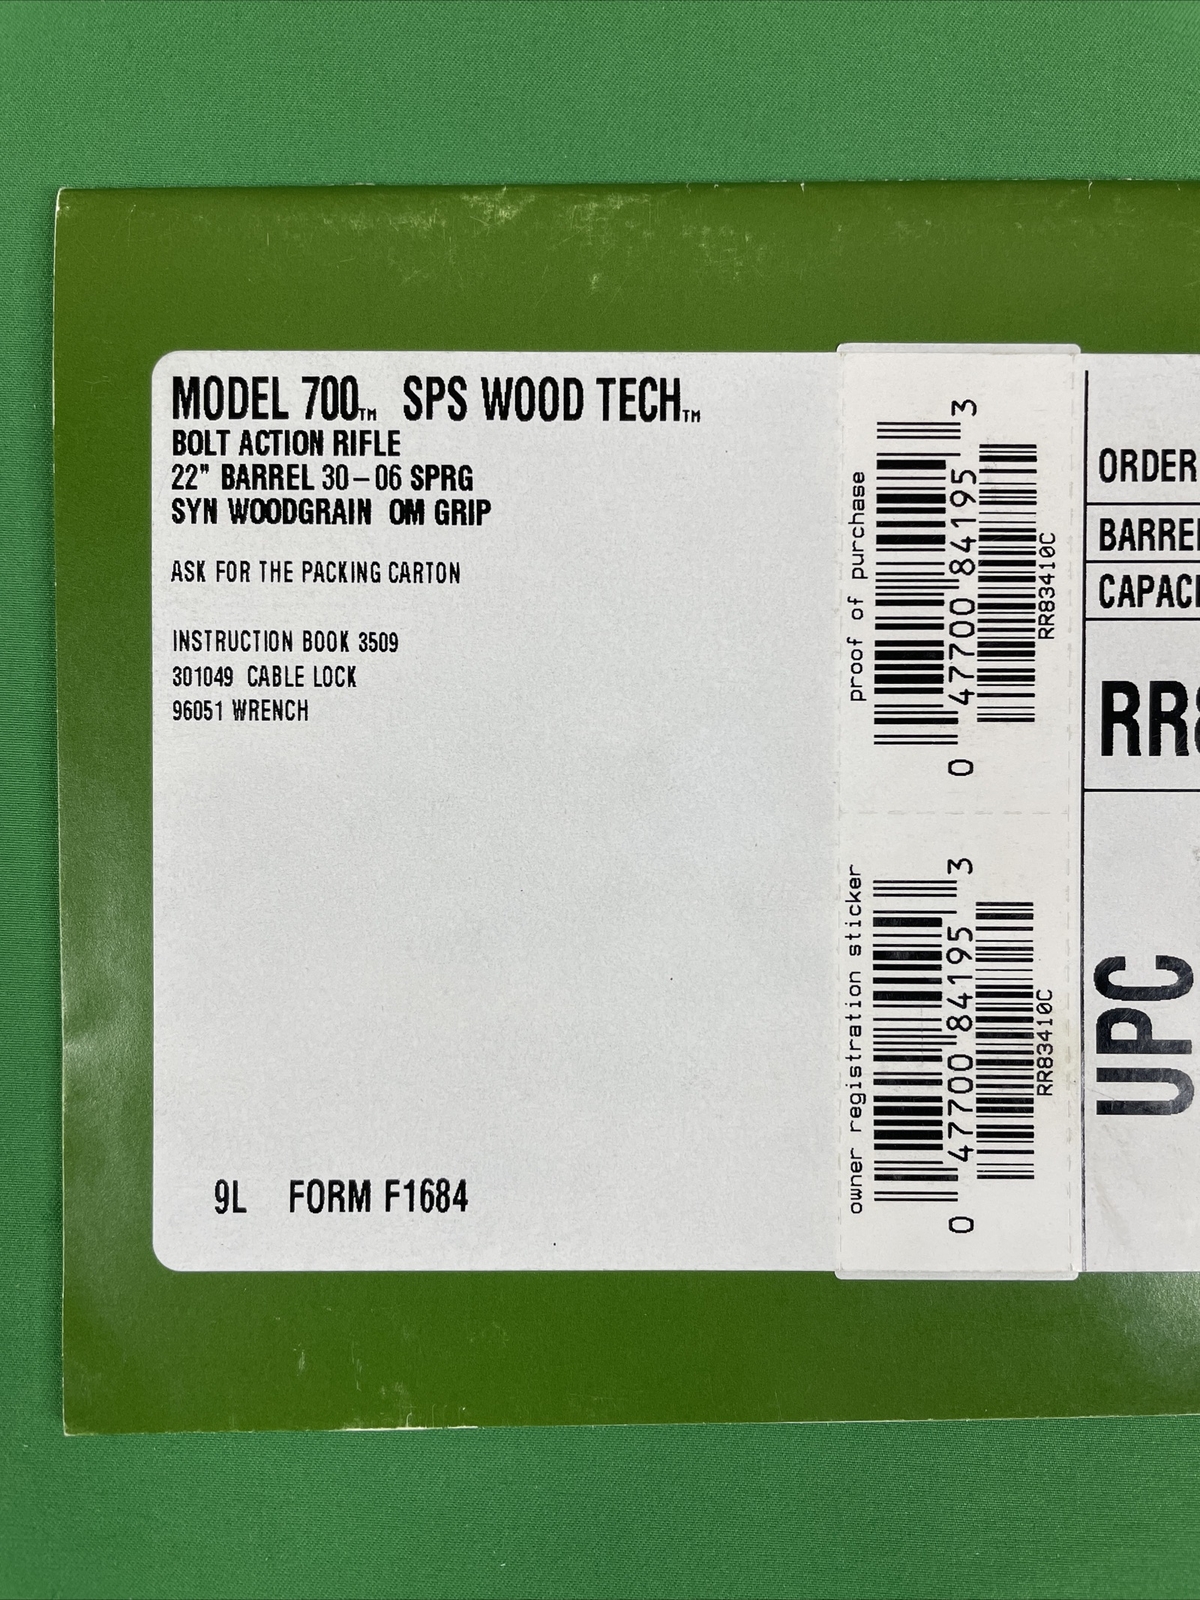 MODEL 700™ SPS WOOD TECH™
BOLT ACTION RIFLE
22" BARREL 30-06 SPRG
SYN WOODGRAIN OM GRIP
ASK FOR THE PACKING CARTON
INSTRUCTION BOOK 3509
301049 CABLE LOCK
96051 WRENCH
9L FORM F1684
proof of purchase
0 47700 84195 3
RR83410C
owner registration sticker
0 47700 84195 3
RR83410C
ORDER
BARREL
CAPACI
RR8
UPC